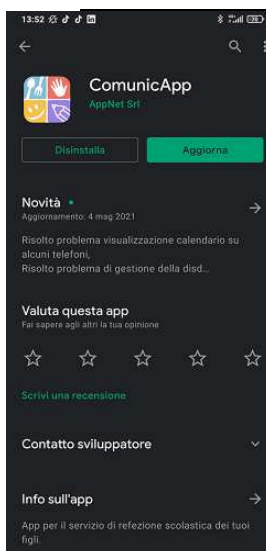 13:52
ComunicApp
AppNet Srl
Disinstalla
Aggiorna
Novità
Aggiornamento: 4 mag 2021
Risolto problema visualizzazione calendario su
alcuni telefoni,
Risolto problema di gestione della disd...
Valuta questa app
Fai sapere agli altri la tua opinione
Scrivi una recensione
Contatto sviluppatore
Info sull'app
App per il servizio di refezione scolastica dei tuoi
figli.